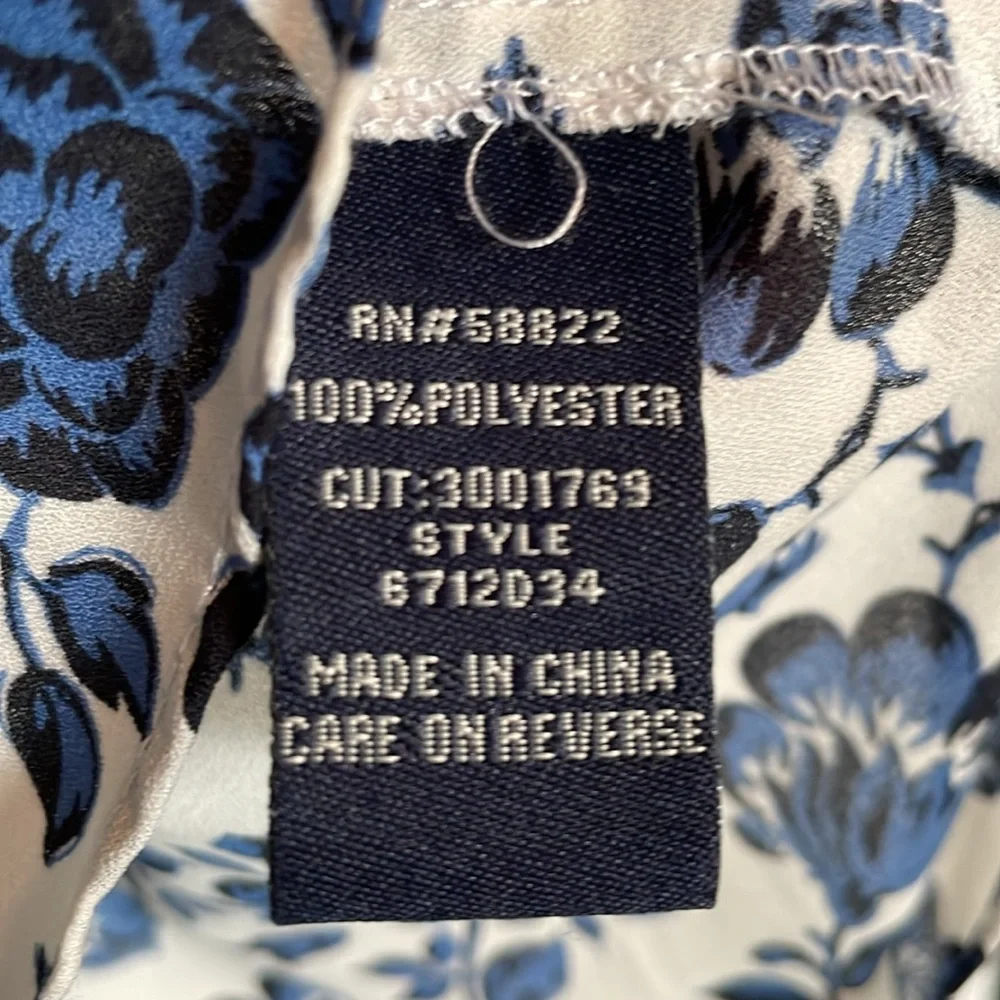 RN#58822
100%POLYESTER
CUT:3001769
STYLE
6712D34
MADE IN CHINA
CARE ON REVERSE